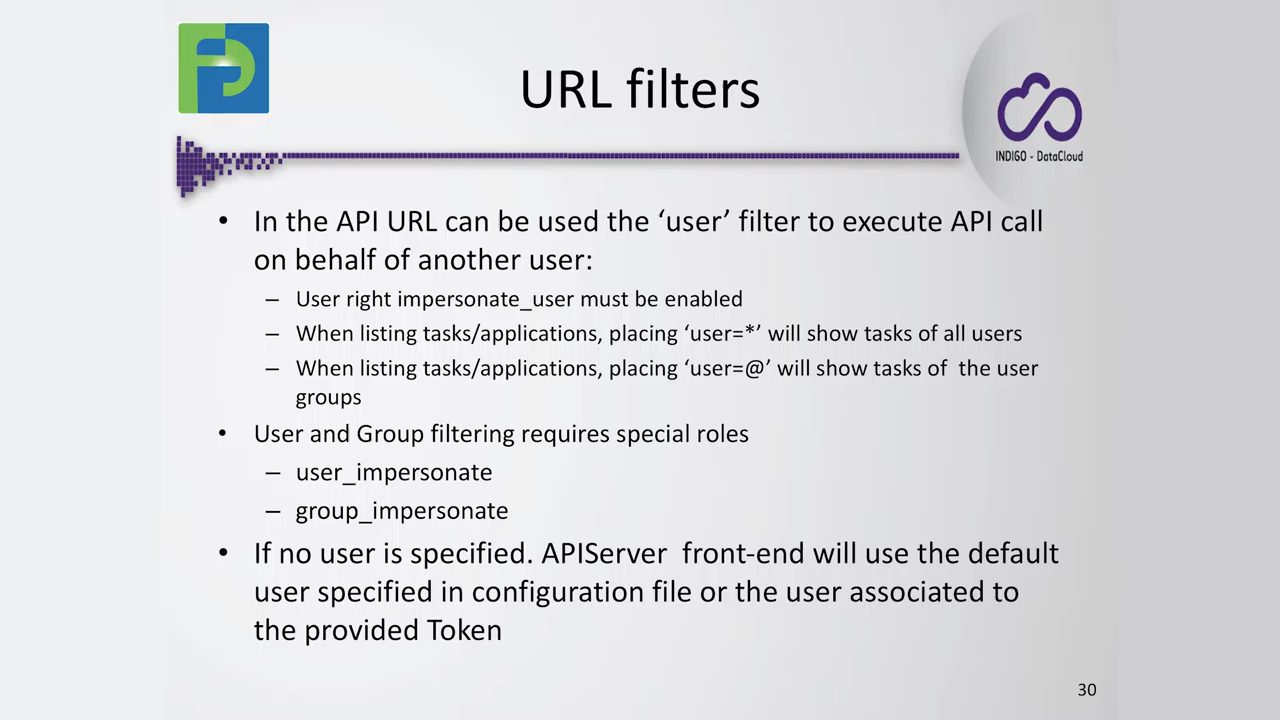 URL filters
INDIGO - DataCloud
• In the API URL can be used the ‘user’ filter to execute API call
on behalf of another user:
– User right impersonate_user must be enabled
– When listing tasks/applications, placing ‘user=*’ will show tasks of all users
– When listing tasks/applications, placing ‘user=@’ will show tasks of the user
groups
• User and Group filtering requires special roles
– user_impersonate
– group_impersonate
• If no user is specified. APIServer front-end will use the default
user specified in configuration file or the user associated to
the provided Token
30